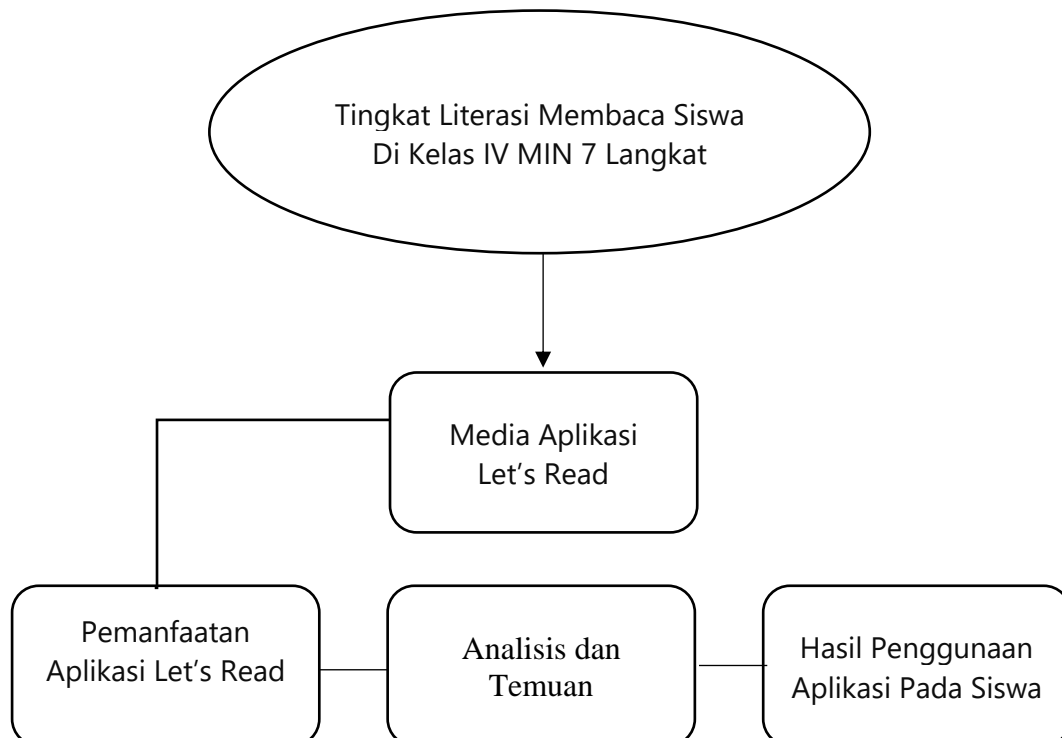 Tingkat Literasi Membaca Siswa
Di Kelas IV MIN 7 Langkat
Media Aplikasi
Let’s Read
Pemanfaatan
Aplikasi Let’s Read
Analisis dan
Temuan
Hasil Penggunaan
Aplikasi Pada Siswa